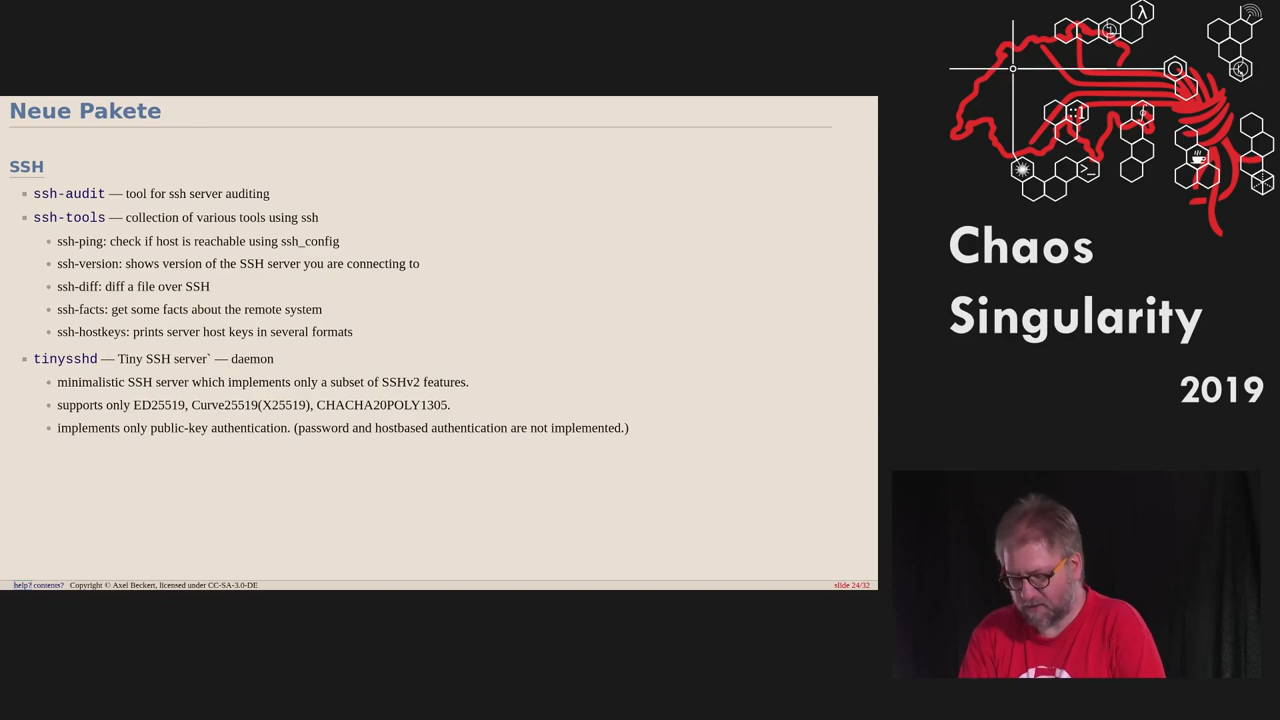 Neue Pakete
SSH
ssh-audit — tool for ssh server auditing
ssh-tools — collection of various tools using ssh
ssh-ping: check if host is reachable using ssh_config
ssh-version: shows version of the SSH server you are connecting to
ssh-diff: diff a file over SSH
ssh-facts: get some facts about the remote system
ssh-hostkeys: prints server host keys in several formats
tinysshd — Tiny SSH server` — daemon
minimalistic SSH server which implements only a subset of SSHv2 features.
supports only ED25519, Curve25519(X25519), CHACHA20POLY1305.
implements only public-key authentication. (password and hostbased authentication are not implemented.)
help? contents? Copyright © Axel Beckert, licensed under CC-SA-3.0-DE
slide 24/32
λ
:::1
>_
Chaos
Singularity
2019